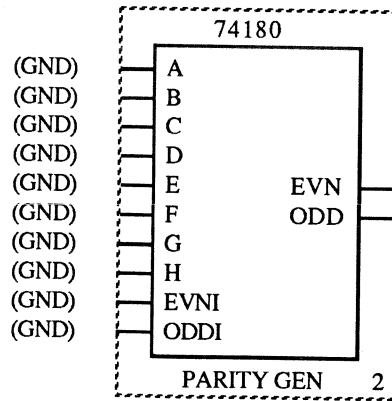 74180
(GND) A
(GND) B
(GND) C
(GND) D
(GND) E EVN
(GND) F ODD
(GND) G
(GND) H
(GND) EVNI
(GND) ODDI
PARITY GEN 2